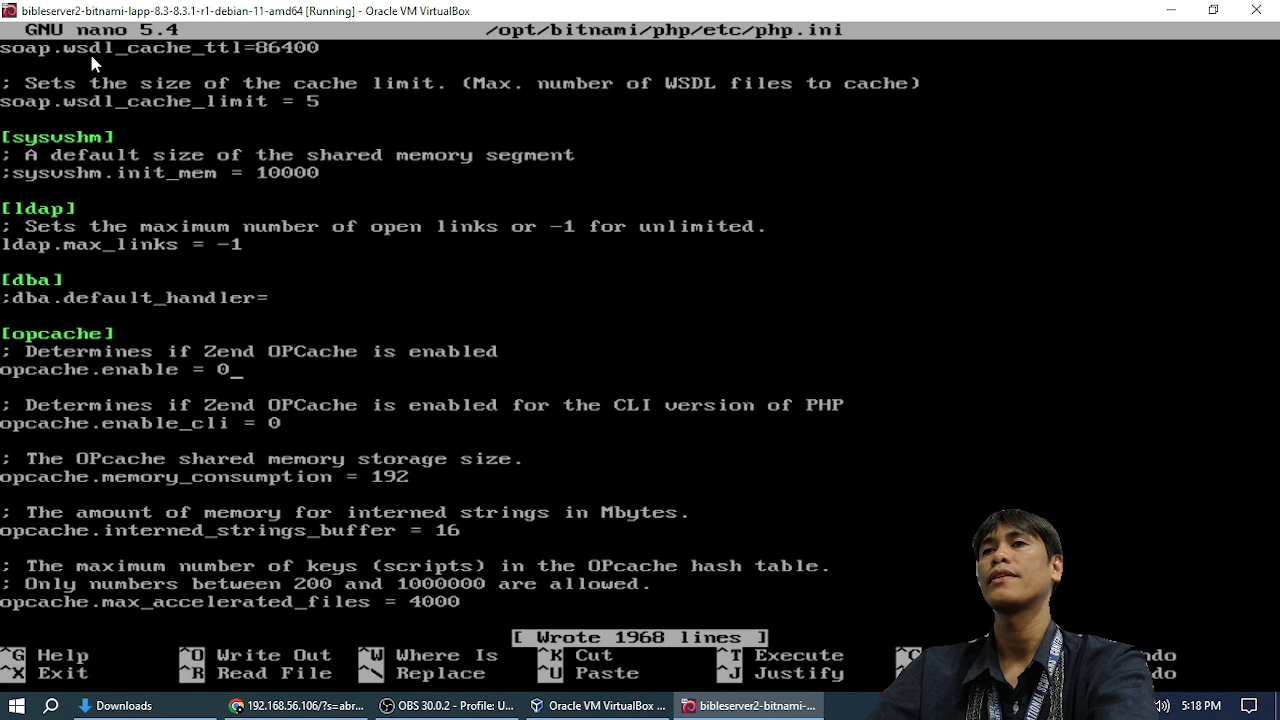 bibleserver2-bitnami-lapp-8.3-8.3.1-r1-debian-11-amd64 [Running] - Oracle VM VirtualBox
GNU nano 5.4 /opt/bitnami/php/etc/php.ini
soap.wsdl_cache_ttl=86400
; Sets the size of the cache limit. (Max. number of WSDL files to cache)
soap.wsdl_cache_limit = 5
[sysvshm]
; A default size of the shared memory segment
;sysvshm.init_mem = 10000
[ldap]
; Sets the maximum number of open links or -1 for unlimited.
ldap.max_links = -1
[dba]
;dba.default_handler=
[opcache]
; Determines if Zend OPCache is enabled
opcache.enable = 0_
; Determines if Zend OPCache is enabled for the CLI version of PHP
opcache.enable_cli = 0
; The OPcache shared memory storage size.
opcache.memory_consumption = 192
; The amount of memory for interned strings in Mbytes.
opcache.interned_strings_buffer = 16
; The maximum number of keys (scripts) in the OPcache hash table.
; Only numbers between 200 and 1000000 are allowed.
opcache.max_accelerated_files = 4000
[ Wrote 1968 lines ]
^G Help ^O Write Out ^W Where Is ^K Cut ^T Execute ^C
^X Exit ^R Read File ^\ Replace ^U Paste ^J Justify
Downloads 192.168.56.106/?s=abr... OBS 30.0.2 - Profile: U... Oracle VM VirtualBox ... bibleserver2-bitnami-... 5:18 PM